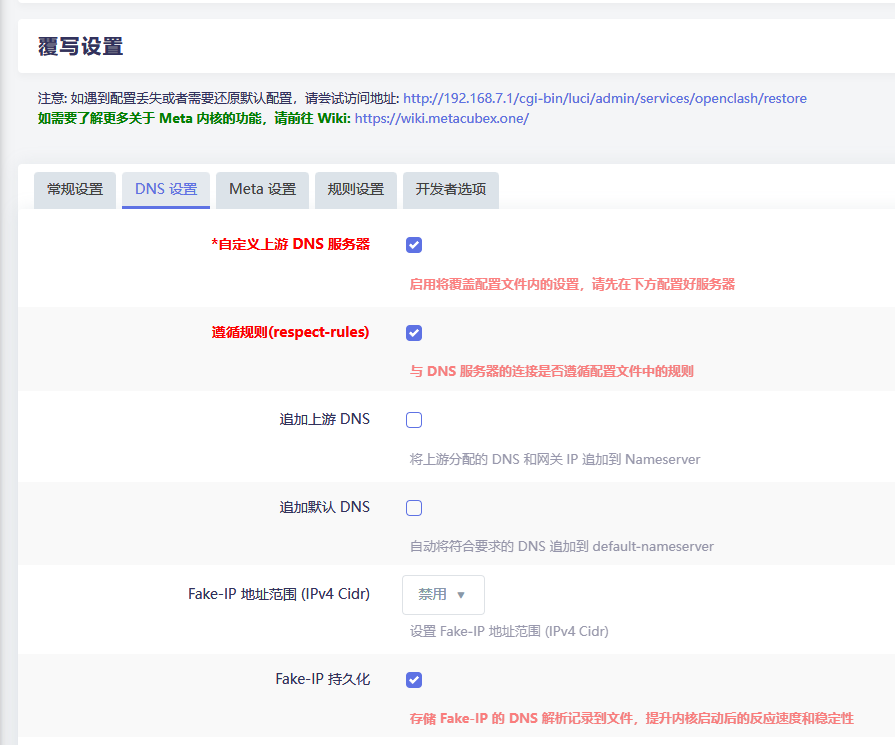 覆写设置
注意: 如遇到配置丢失或者需要还原默认配置，请尝试访问地址: http://192.168.7.1/cgi-bin/luci/admin/services/openclash/restore
如需要了解更多关于 Meta 内核的功能，请前往 Wiki: https://wiki.metacubex.one/
常规设置 DNS 设置 Meta 设置 规则设置 开发者选项
*自定义上游 DNS 服务器
启用将覆盖配置文件内的设置，请先在下方配置好服务器
遵循规则(respect-rules)
与 DNS 服务器的连接是否遵循配置文件中的规则
追加上游 DNS
将上游分配的 DNS 和网关 IP 追加到 Nameserver
追加默认 DNS
自动将符合要求的 DNS 追加到 default-nameserver
Fake-IP 地址范围 (IPv4 Cidr) 禁用
设置 Fake-IP 地址范围 (IPv4 Cidr)
Fake-IP 持久化
存储 Fake-IP 的 DNS 解析记录到文件，提升内核启动后的反应速度和稳定性